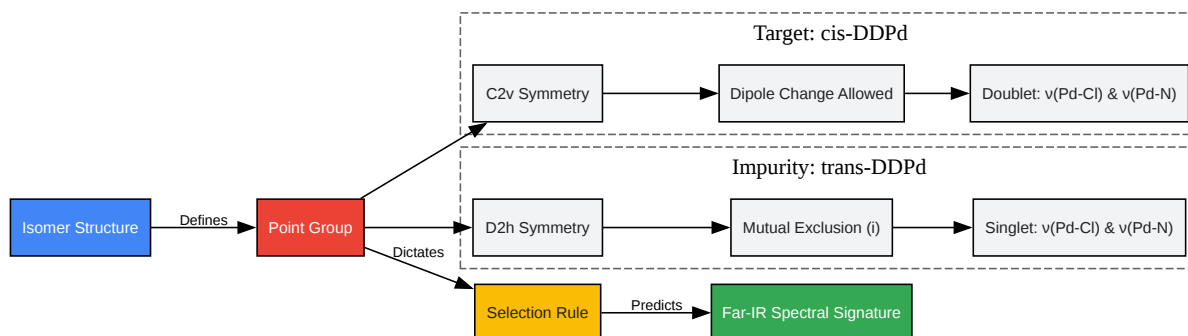 Target: cis-DDPd
C2v Symmetry
Dipole Change Allowed
Doublet: ν(Pd-Cl) & ν(Pd-N)
Impurity: trans-DDPd
Isomer Structure
Defines
Point Group
D2h Symmetry
Mutual Exclusion (i)
Singlet: ν(Pd-Cl) & ν(Pd-N)
Dictates
Selection Rule
Predicts
Far-IR Spectral Signature